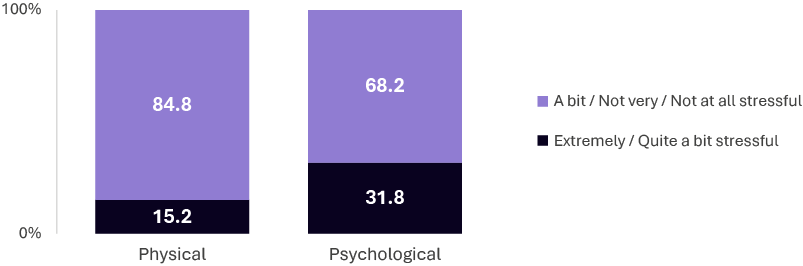 100%
84.8
68.2
A bit / Not very / Not at all stressful
Extremely / Quite a bit stressful
15.2
31.8
0%
Physical
Psychological